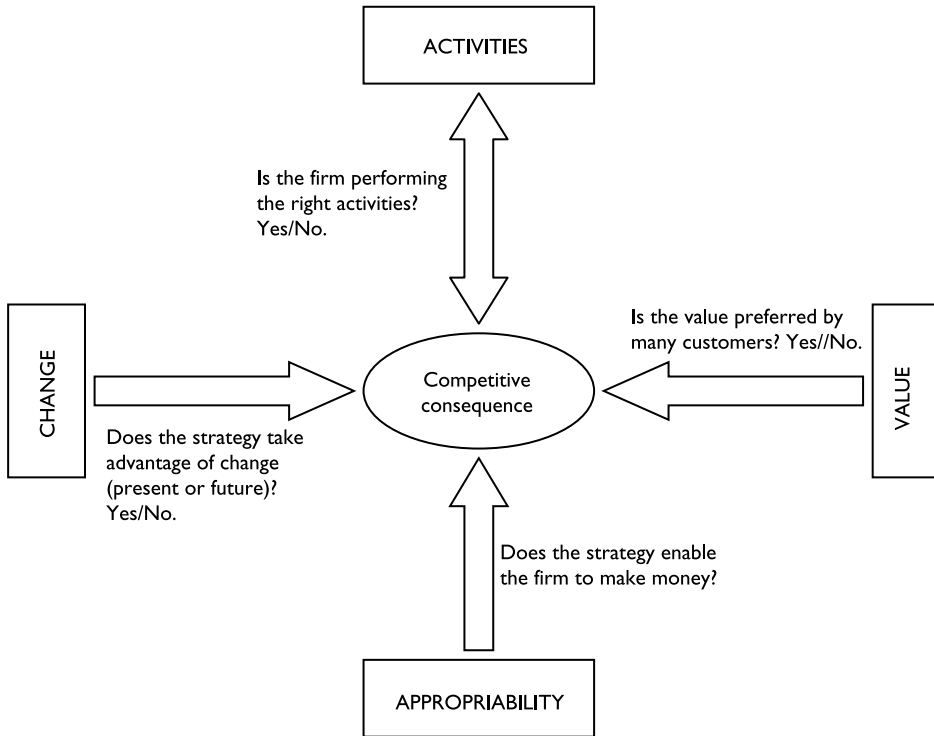 ACTIVITIES
Is the firm performing
the right activities?
Yes/No.
Is the value preferred by
many customers? Yes//No.
CHANGE
Competitive
consequence
VALUE
Does the strategy take
advantage of change
(present or future)?
Yes/No.
Does the strategy enable
the firm to make money?
APPROPRIABILITY